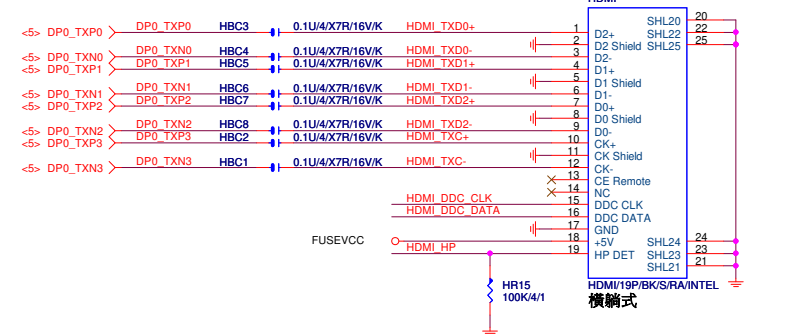 HDMI
<5> DP0_TXP0 DP0_TXP0 HBC3 0.1U/4/X7R/16V/K HDMI_TXD0+ 1 D2+ SHL20 20
2 D2 Shield SHL22 22
<5> DP0_TXN0 DP0_TXN0 HBC4 0.1U/4/X7R/16V/K HDMI_TXD0- 3 D2- SHL25 25
<5> DP0_TXP1 DP0_TXP1 HBC5 0.1U/4/X7R/16V/K HDMI_TXD1+ 4 D1+
5 D1 Shield
<5> DP0_TXN1 DP0_TXN1 HBC6 0.1U/4/X7R/16V/K HDMI_TXD1- 6 D1-
<5> DP0_TXP2 DP0_TXP2 HBC7 0.1U/4/X7R/16V/K HDMI_TXD2+ 7 D0+
8 D0 Shield
<5> DP0_TXN2 DP0_TXN2 HBC8 0.1U/4/X7R/16V/K HDMI_TXD2- 9 D0-
<5> DP0_TXP3 DP0_TXP3 HBC2 0.1U/4/X7R/16V/K HDMI_TXC+ 10 CK+
11 CK Shield
<5> DP0_TXN3 DP0_TXN3 HBC1 0.1U/4/X7R/16V/K HDMI_TXC- 12 CK-
13 CE Remote
14 NC
HDMI_DDC_CLK 15 DDC CLK
HDMI_DDC_DATA 16 DDC DATA
17 GND
FUSEVCC 18 +5V SHL24 24
HDMI_HP 19 HP DET SHL23 23
SHL21 21
HR15 HDMI/19P/BK/S/RA/INTEL
100K/4/1 橫躺式